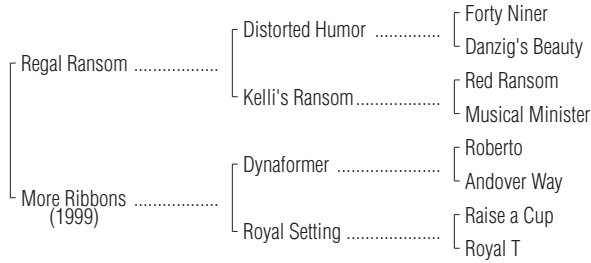 Forty Niner
Distorted Humor ..............
Danzig's Beauty
Regal Ransom ..................
Red Ransom
Kelli's Ransom..................
Musical Minister
Roberto
Dynaformer ......................
Andover Way
More Ribbons ..................
(1999)
Raise a Cup
Royal Setting ....................
Royal T